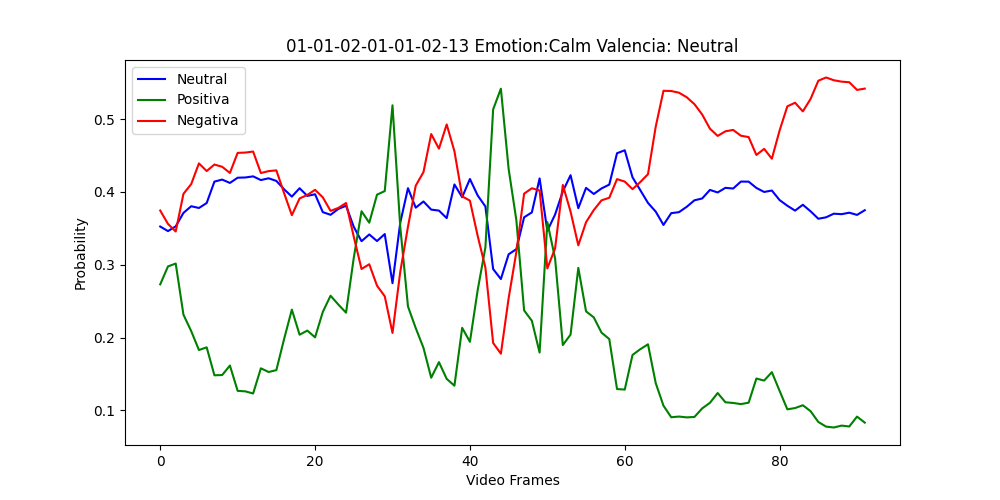 01-01-02-01-01-02-13 Emotion:Calm Valencia: Neutral
Neutral
Positiva
Negativa
Probability
0.5
0.4
0.3
0.2
0.1
0 20 40 60 80
Video Frames